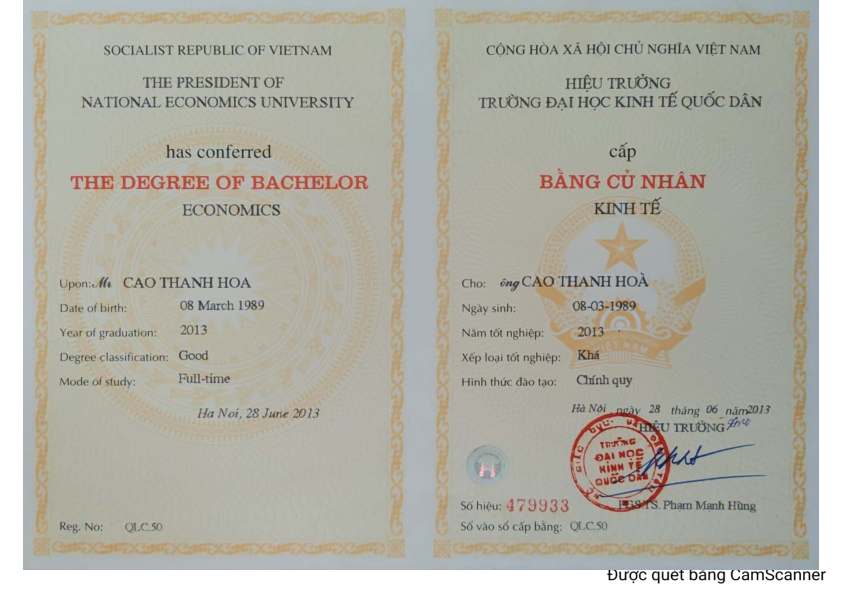 SOCIALIST REPUBLIC OF VIETNAM
THE PRESIDENT OF
NATIONAL ECONOMICS UNIVERSITY
has conferred
THE DEGREE OF BACHELOR
ECONOMICS
Upon: Mr CAO THANH HOA
Date of birth: 08 March 1989
Year of graduation: 2013
Degree classification: Good
Mode of study: Full-time
Ha Noi, 28 June 2013
Reg. No: QLC.50
CỘNG HÒA XÃ HỘI CHỦ NGHĨA VIỆT NAM
HIỆU TRƯỞNG
TRƯỜNG ĐẠI HỌC KINH TẾ QUỐC DÂN
cấp
BẰNG CỬ NHÂN
KINH TẾ
VIỆT NAM
Cho: ông CAO THANH HOÀ
Ngày sinh: 08-03-1989
Năm tốt nghiệp: 2013
Xếp loại tốt nghiệp: Khá
Hình thức đào tạo: Chính quy
Hà Nội, ngày 28 tháng 06 năm 2013
HIỆU TRƯỞNG
TRƯỜNG
ĐẠI HỌC
KINH TẾ
QUỐC DÂN
PGS.TS. Phạm Mạnh Hùng
Số hiệu: 479933
Số vào sổ cấp bằng: QLC.50
Được quét bằng CamScanner